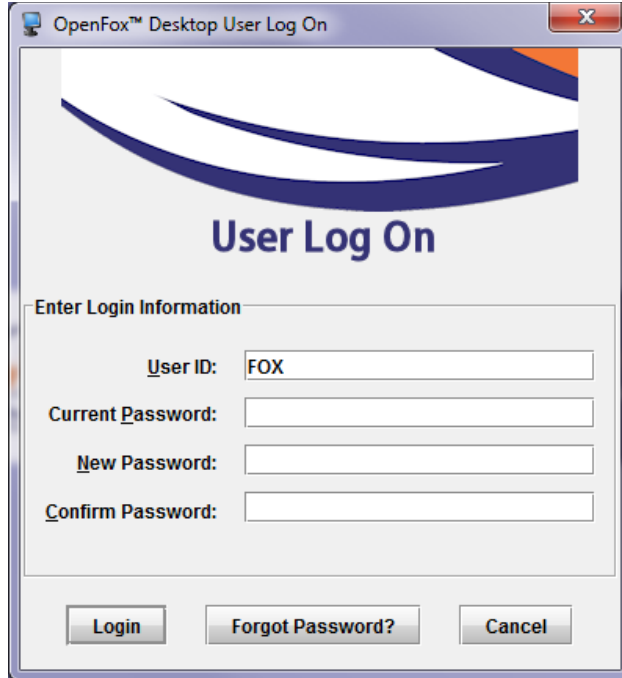 OpenFox™ Desktop User Log On
User Log On
Enter Login Information
User ID: FOX
Current Password:
New Password:
Confirm Password:
Login Forgot Password? Cancel